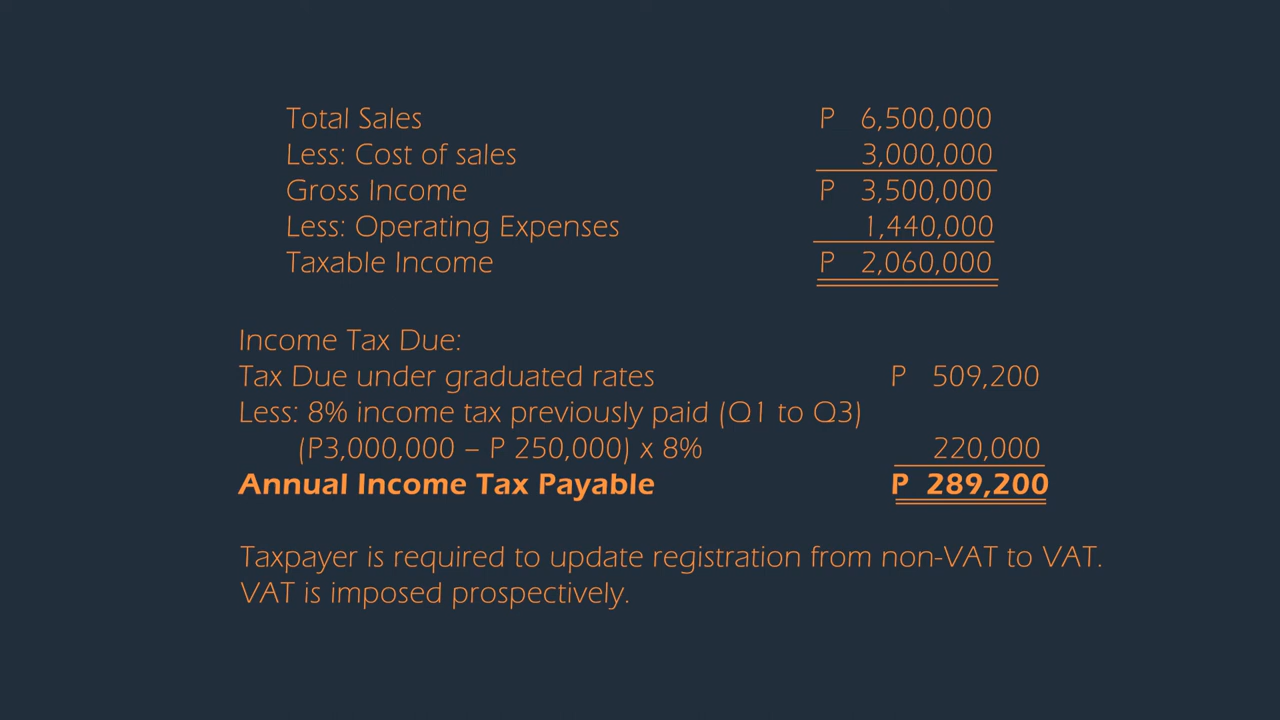 Total Sales P 6,500,000
Less: Cost of sales 3,000,000
Gross Income P 3,500,000
Less: Operating Expenses 1,440,000
Taxable Income P 2,060,000
Income Tax Due:
Tax Due under graduated rates P 509,200
Less: 8% income tax previously paid (Q1 to Q3)
(P3,000,000 – P 250,000) x 8% 220,000
Annual Income Tax Payable P 289,200
Taxpayer is required to update registration from non-VAT to VAT.
VAT is imposed prospectively.